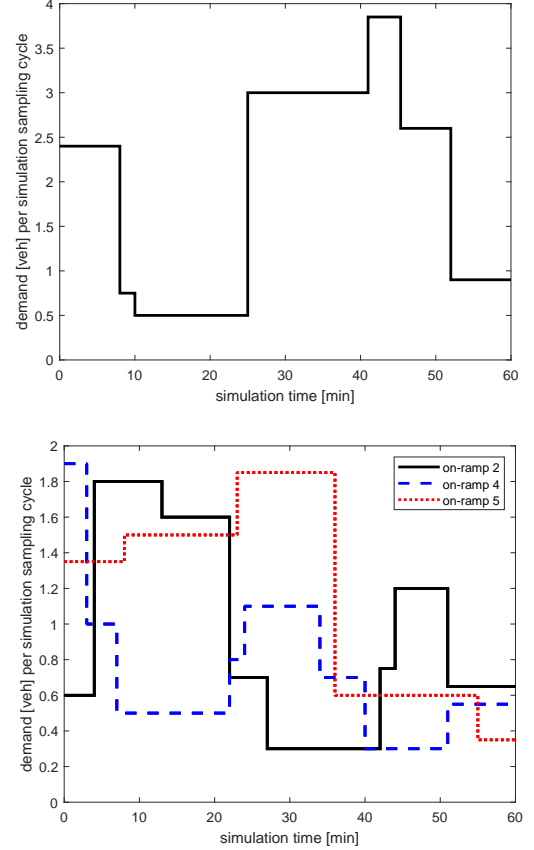 4
3.5
3
2.5
2
1.5
1
0.5
0
demand [veh] per simulation sampling cycle
0 10 20 30 40 50 60
simulation time [min]
2
1.8
1.6
1.4
1.2
1
0.8
0.6
0.4
0.2
0
demand [veh] per simulation sampling cycle
on-ramp 2
on-ramp 4
on-ramp 5
0 10 20 30 40 50 60
simulation time [min]